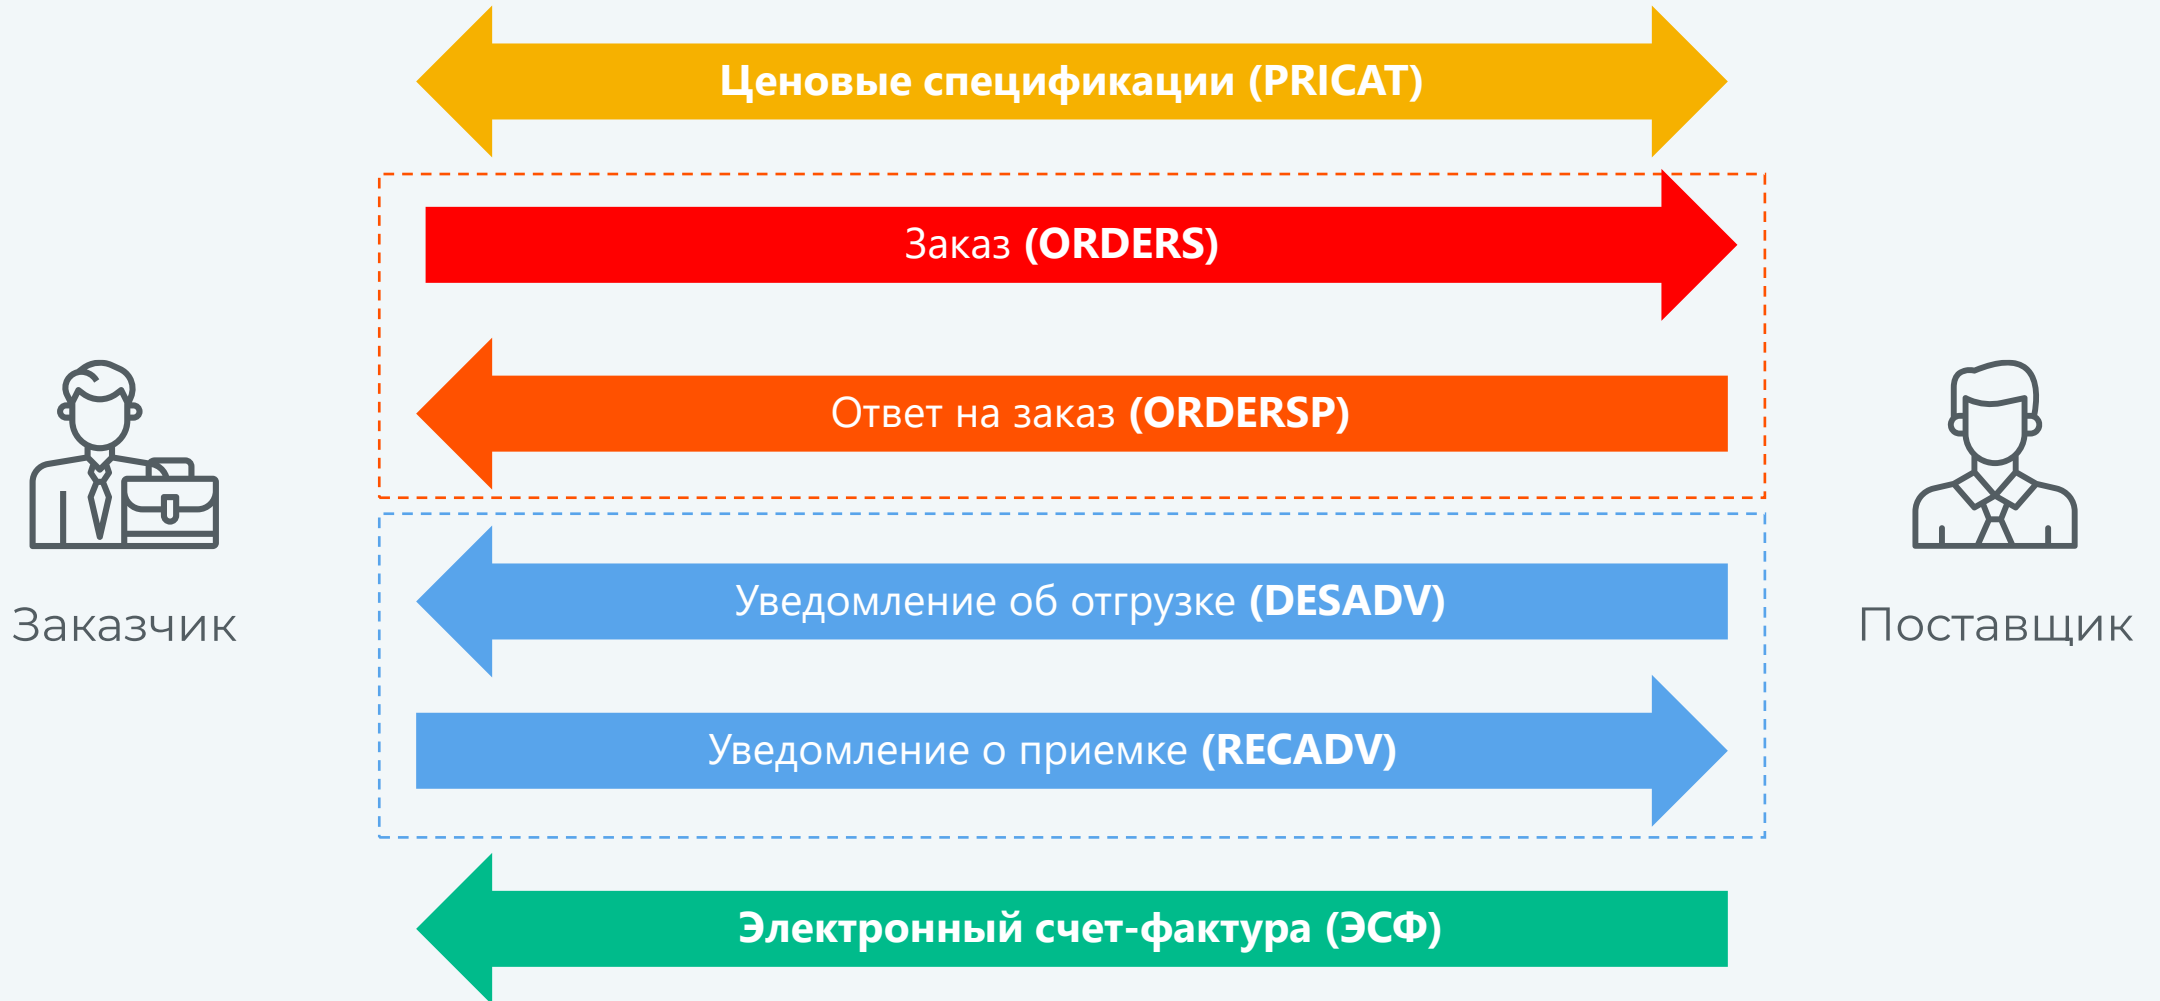 Ценовые спецификации (PRICAT)
Заказ (ORDERS)
Ответ на заказ (ORDERSP)
Заказчик
Поставщик
Уведомление об отгрузке (DESADV)
Уведомление о приемке (RECADV)
Электронный счет-фактура (ЭСФ)